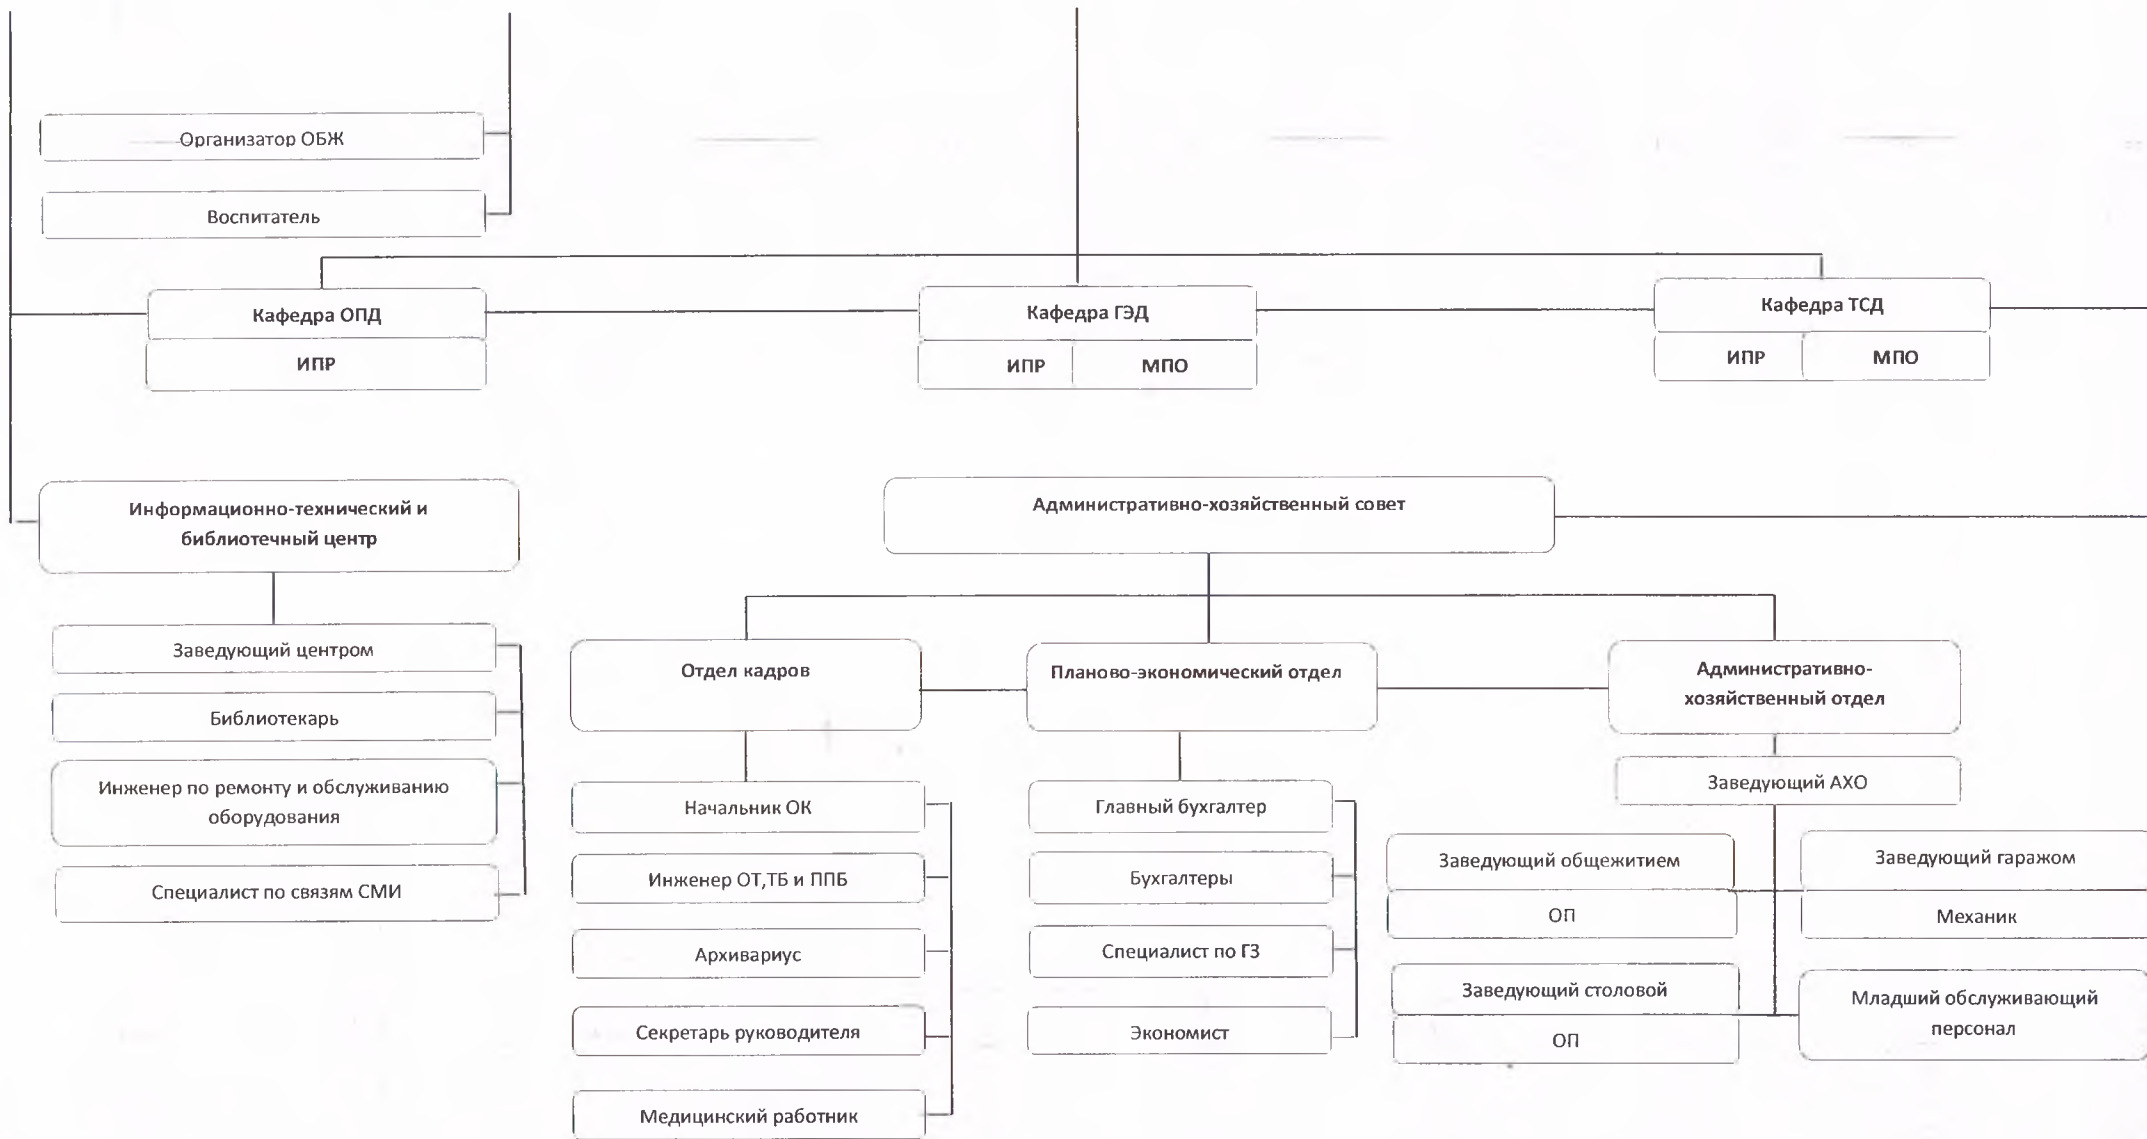 Организатор ОБЖ
Воспитатель
Кафедра ОПД
ИПР
Кафедра ГЭД
ИПР
МПО
Кафедра ТСД
ИПР
МПО
Информационно-технический и
библиотечный центр
Заведующий центром
Библиотекарь
Инженер по ремонту и обслуживанию
оборудования
Специалист по связям СМИ
Административно-хозяйственный совет
Отдел кадров
Начальник ОК
Инженер ОТ,ТБ и ППБ
Архивариус
Секретарь руководителя
Медицинский работник
Планово-экономический отдел
Главный бухгалтер
Бухгалтеры
Специалист по ГЗ
Экономист
Административно-
хозяйственный отдел
Заведующий АХО
Заведующий общежитием
ОП
Заведующий гаражом
Механик
Заведующий столовой
ОП
Младший обслуживающий
персонал